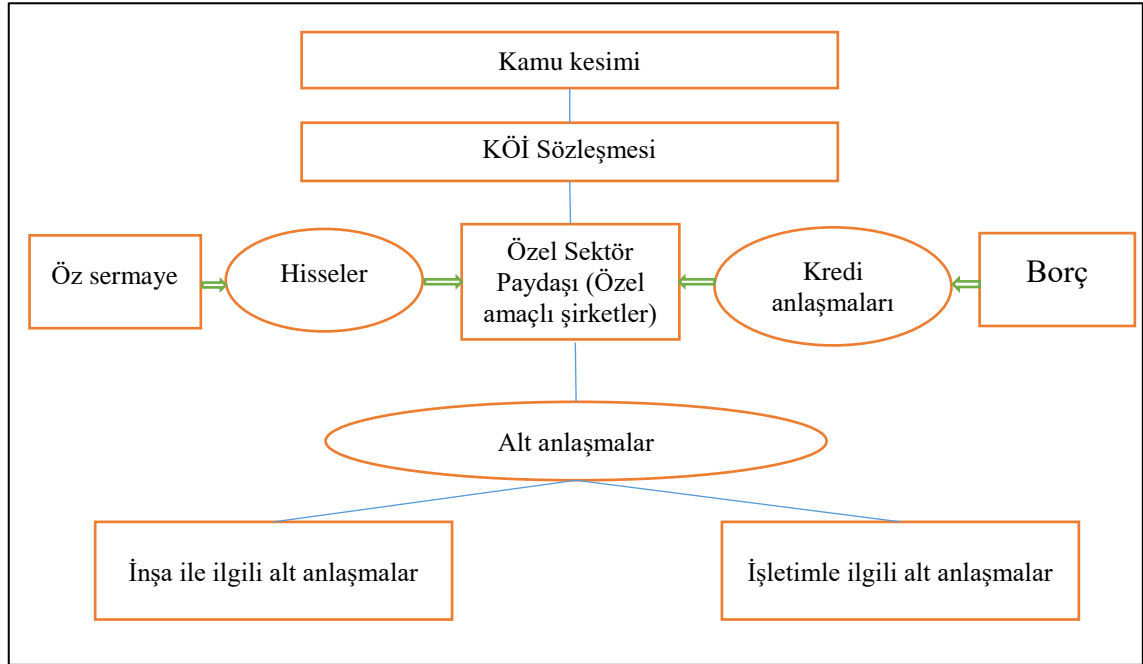 Kamu kesimi
KÖİ Sözleşmesi
Öz sermaye
Hisseler
Özel Sektör
Paydaşı (Özel
amaçlı şirketler)
Kredi
anlaşmaları
Borç
Alt anlaşmalar
İnşa ile ilgili alt anlaşmalar
İşletimle ilgili alt anlaşmalar